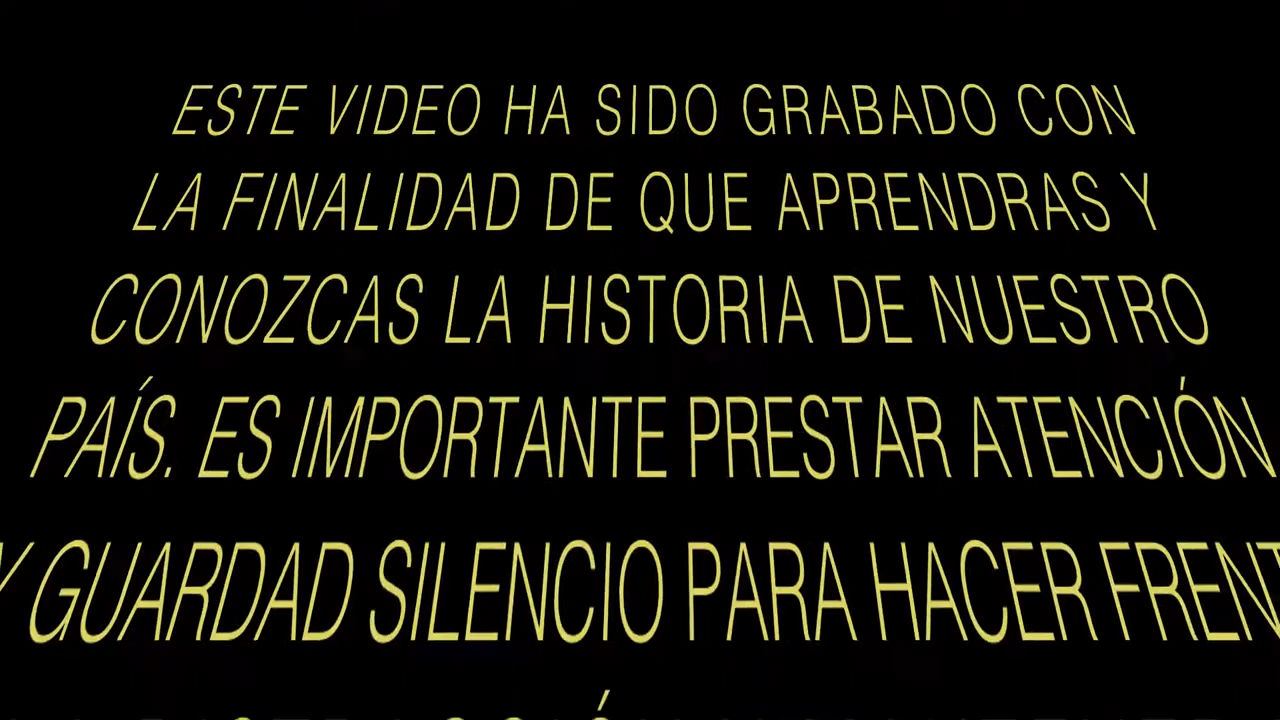 ESTE VIDEO HA SIDO GRABADO CON
LA FINALIDAD DE QUE APRENDRAS Y
CONOZCAS LA HISTORIA DE NUESTRO
PAÍS. ES IMPORTANTE PRESTAR ATENCIÓN
Y GUARDAD SILENCIO PARA HACER